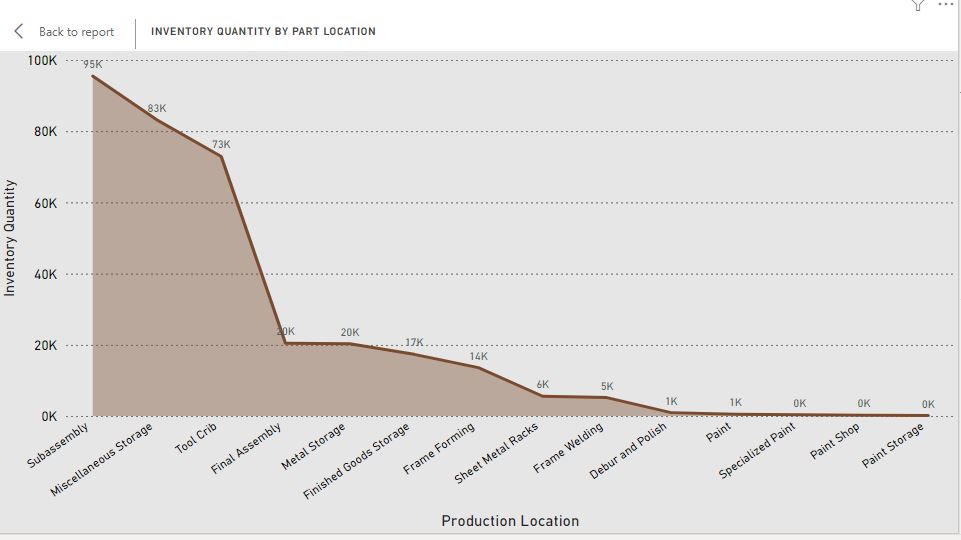 Back to report
INVENTORY QUANTITY BY PART LOCATION
100K
80K
60K
40K
20K
0K
Inventory Quantity
95K
83K
73K
20K
20K
17K
14K
6K
5K
1K
1K
0K
0K
0K
Subassembly
Miscellaneous Storage
Tool Crib
Final Assembly
Metal Storage
Finished Goods Storage
Frame Forming
Sheet Metal Racks
Frame Welding
Debur and Polish
Paint
Specialized Paint
Paint Shop
Paint Storage
Production Location